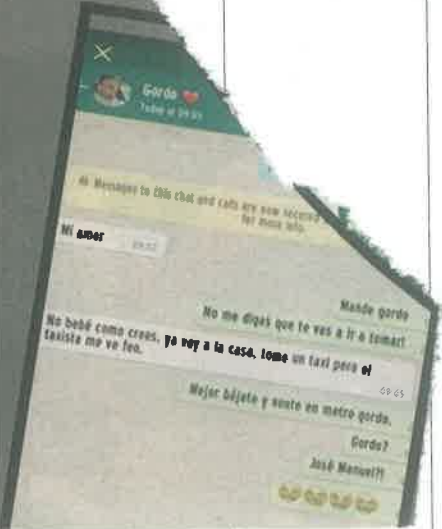 Gordo ❤️
Today at 09:03
Messages to this chat and calls are now secured
for more info.
Mi amor
Mande gordo
No me digas que te vas a ir a tomar!
No bebé como crees, ya voy a la casa, tome un taxi pero el
taxista me ve feo.
09:03
Mejor bájate y vente en metro gordo.
Gordo?
José Manuel?!